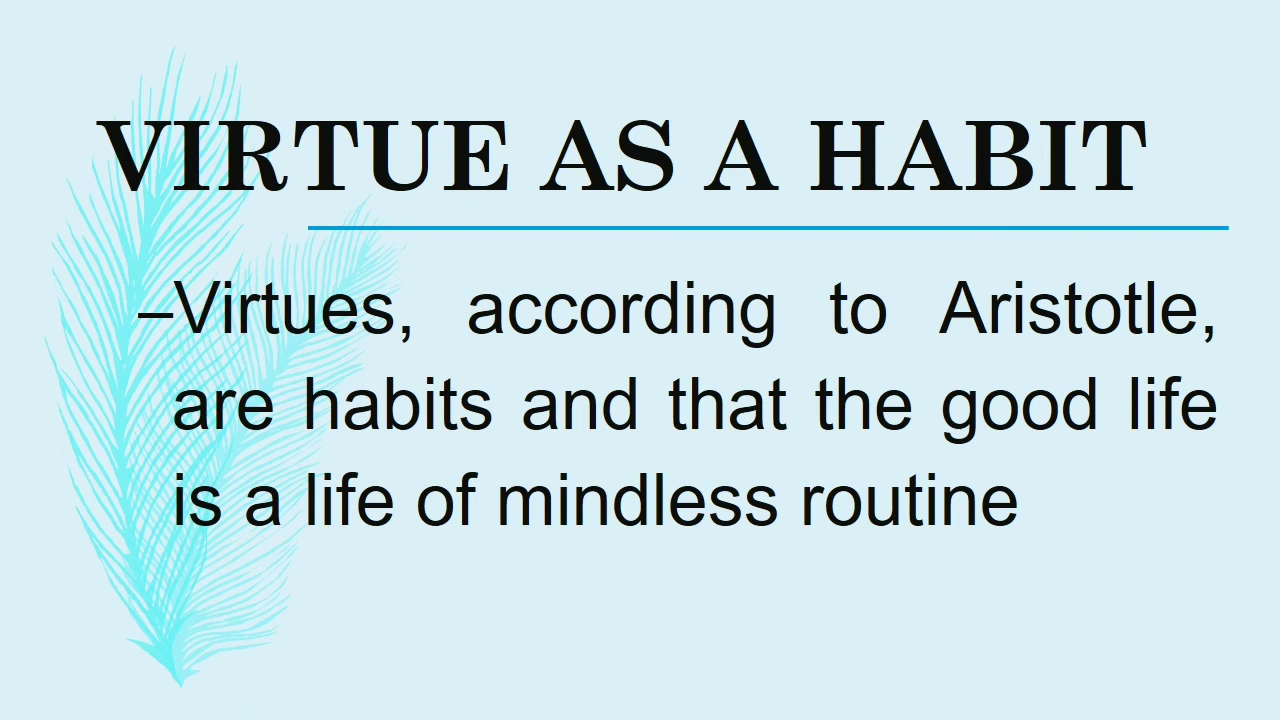 VIRTUE AS A HABIT
–Virtues, according to Aristotle,
are habits and that the good life
is a life of mindless routine